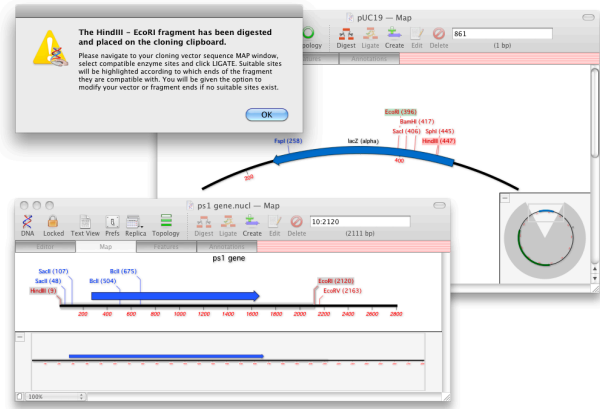 The HindIII – EcoRI fragment has been digested
and placed on the cloning clipboard.
Please navigate to your cloning vector sequence MAP window,
select compatible enzyme sites and click LIGATE. Suitable sites
will be highlighted according to which ends of the fragment
they are compatible with. You will be given the option to
modify your vector or fragment ends if no suitable sites exist.
OK
pUC19 — Map
Digest Ligate Create Edit Delete
861
(1 bp)
Annotations
EcoRI (396)
BamHI (417)
SacI (406) SphI (445)
FspI (258) lacZ (alpha) HindIII (447)
200 400
ps1 gene.nucl — Map
DNA Locked Text View Prefs Replica Topology Digest Ligate Create Edit Delete
10:2120
(2111 bp)
Editor Map Features Annotations
ps1 gene
SacII (107) BclI (675)
SacII (48) BclI (504) EcoRI (2120)
HindIII (9) EcoRV (2163)
200 400 600 800 1000 1200 1400 1600 1800 2000 2200 2400 2600 2800
100%